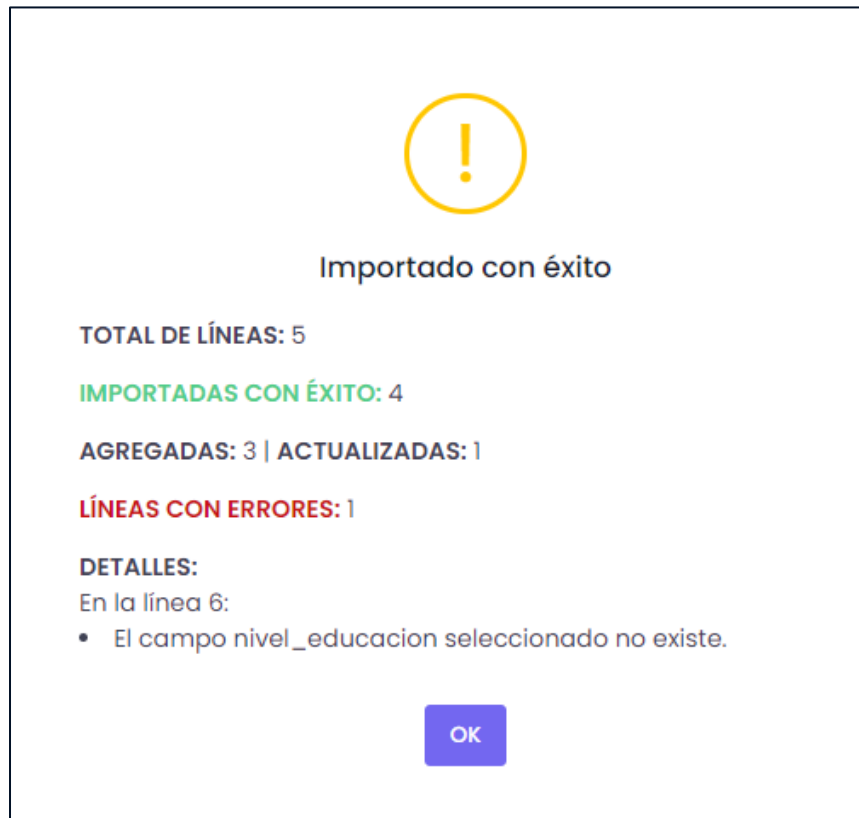 !
Importado con éxito
TOTAL DE LÍNEAS: 5
IMPORTADAS CON ÉXITO: 4
AGREGADAS: 3 | ACTUALIZADAS: 1
LÍNEAS CON ERRORES: 1
DETALLES:
En la línea 6:
• El campo nivel_educacion seleccionado no existe.
OK